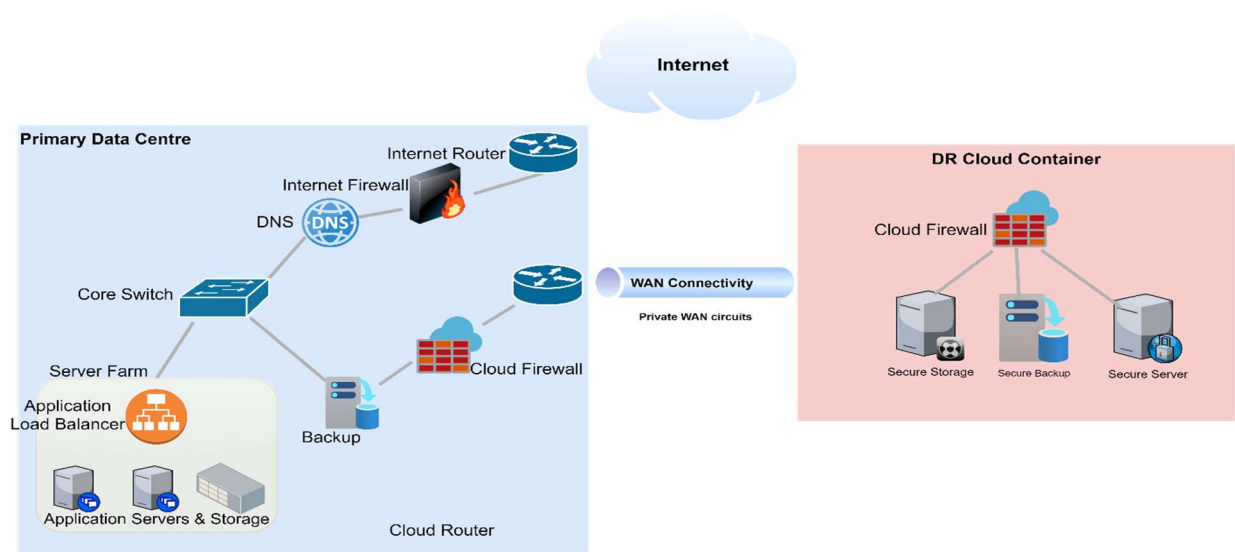 Internet
Primary Data Centre
Internet Router
Internet Firewall
DNS
DNS
Core Switch
Server Farm
Application
Load Balancer
Application Servers & Storage
Backup
Cloud Firewall
Cloud Router
WAN Connectivity
Private WAN circuits
DR Cloud Container
Cloud Firewall
Secure Storage
Secure Backup
Secure Server